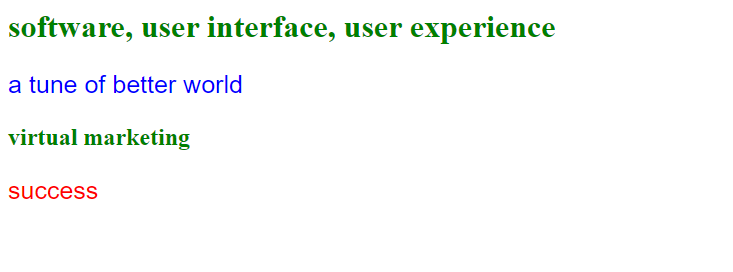 software, user interface, user experience
a tune of better world
virtual marketing
success